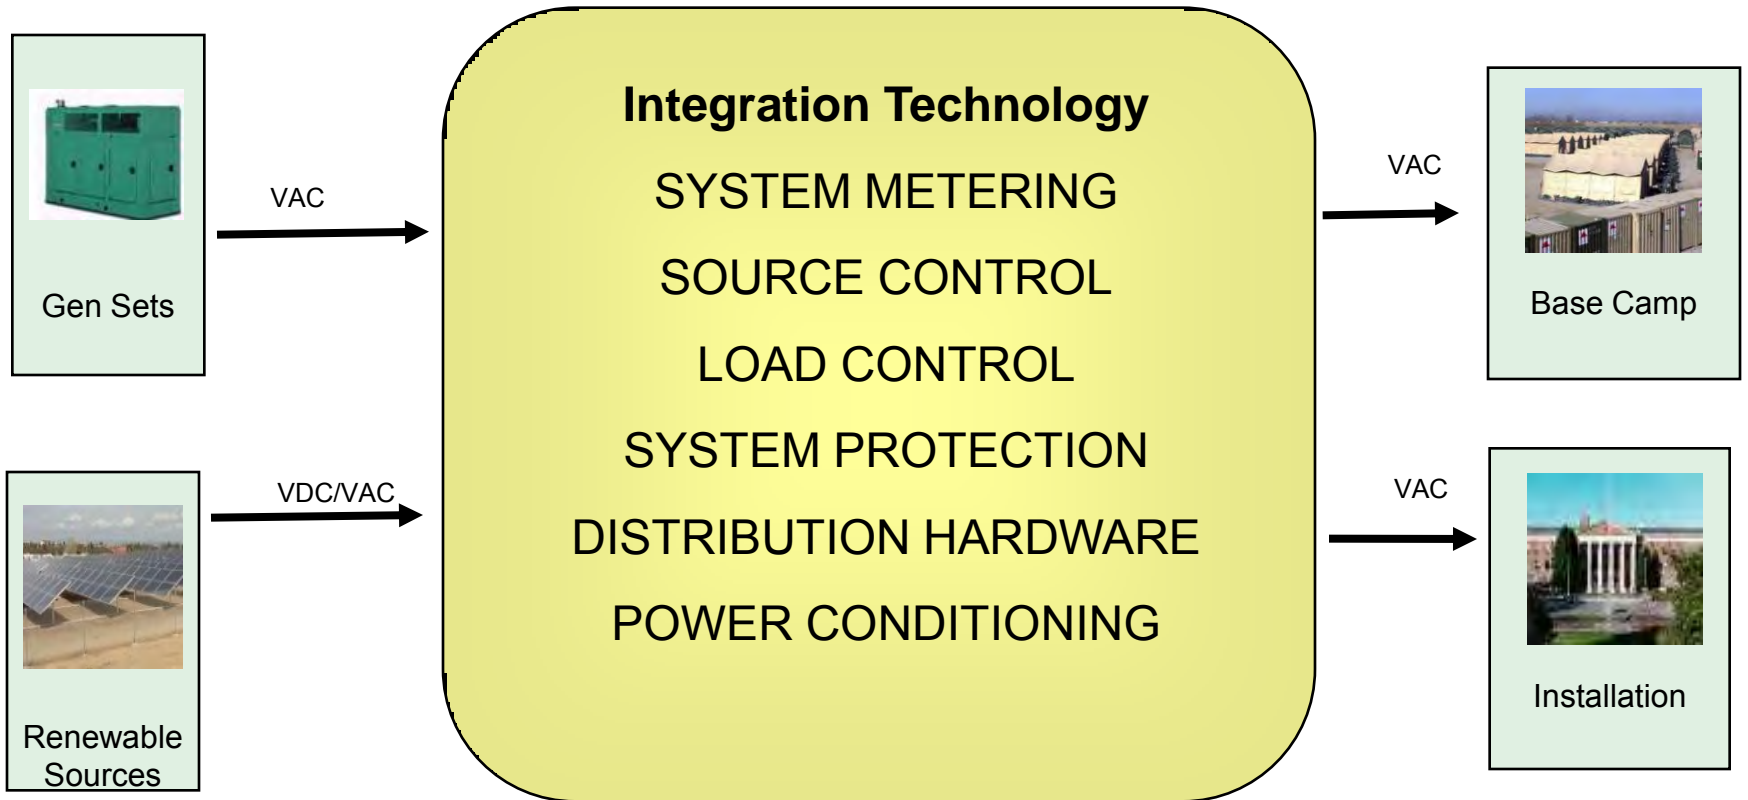 Integration Technology
SYSTEM METERING
SOURCE CONTROL
LOAD CONTROL
SYSTEM PROTECTION
DISTRIBUTION HARDWARE
POWER CONDITIONING
Gen Sets
VAC
Renewable
Sources
VDC/VAC
VAC
Base Camp
VAC
Installation